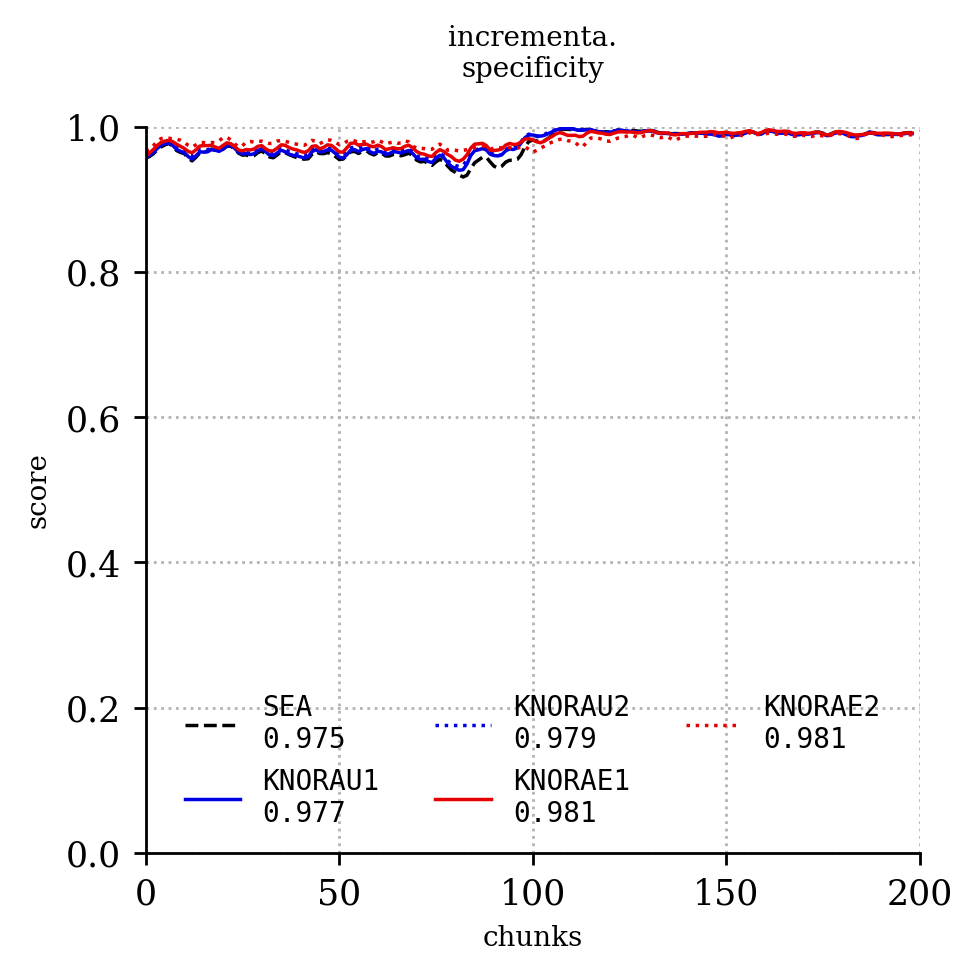 incrementa.
specificity
1.0
0.8
0.6
0.4
0.2
0.0
score
SEA
0.975
KNORAU1
0.977
KNORAU2
0.979
KNORAE1
0.981
KNORAE2
0.981
0 50 100 150 200
chunks